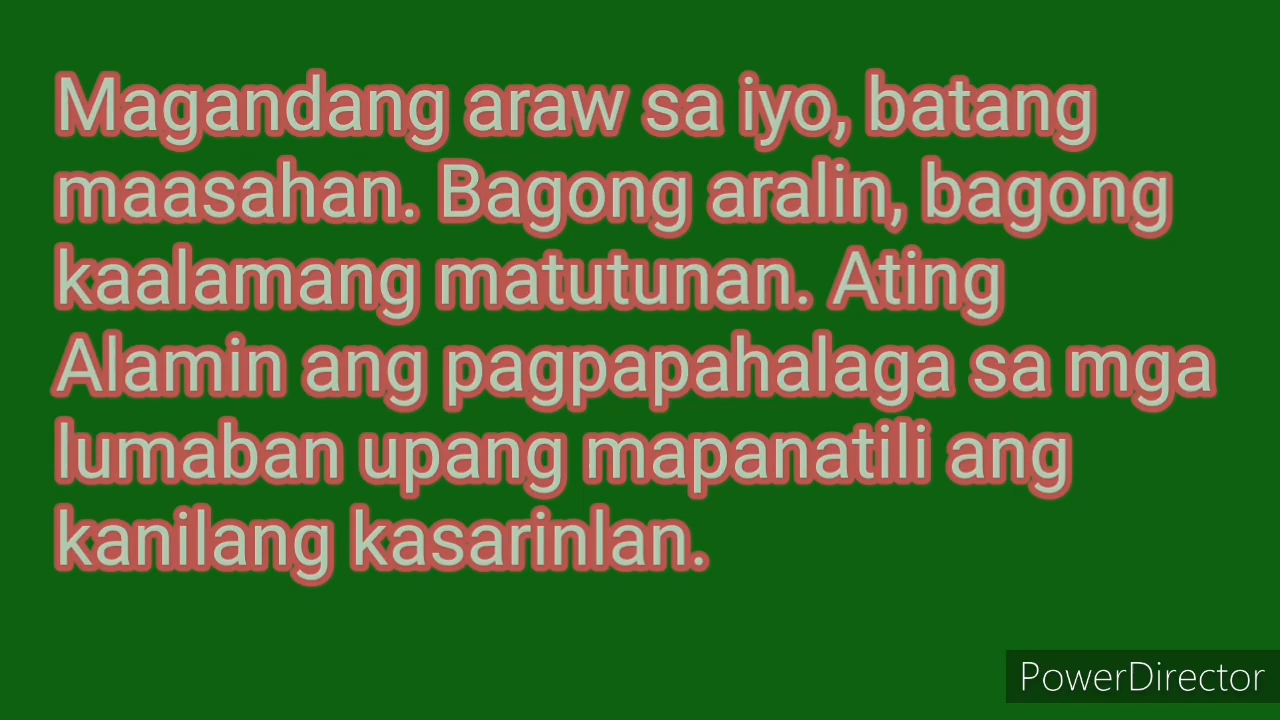 Magandang araw sa iyo, batang
maasahan. Bagong aralin, bagong
kaalamang matutunan. Ating
Alamin ang pagpapahalaga sa mga
lumaban upang mapanatili ang
kanilang kasarinlan.
PowerDirector